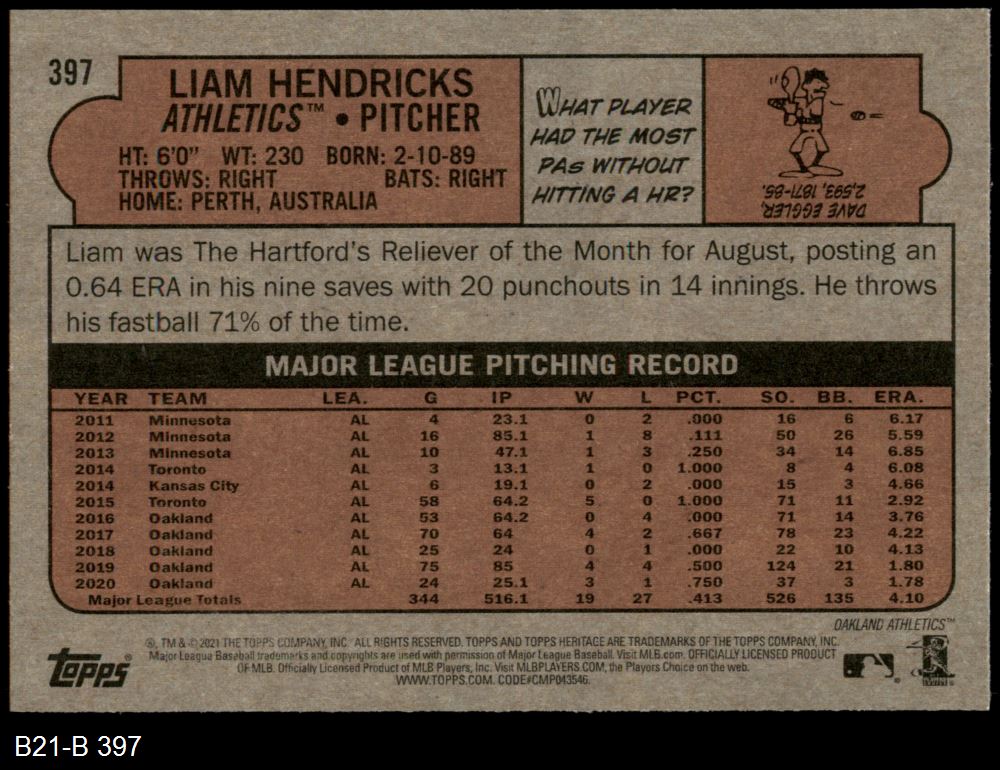 397
LIAM HENDRICKS
ATHLETICS™ • PITCHER
HT: 6'0" WT: 230 BORN: 2-10-89
THROWS: RIGHT BATS: RIGHT
HOME: PERTH, AUSTRALIA
WHAT PLAYER
HAD THE MOST
PAS WITHOUT
HITTING A HR?
DAVE EGGLER,
2,593, 1871-85.
Liam was The Hartford's Reliever of the Month for August, posting an
0.64 ERA in his nine saves with 20 punchouts in 14 innings. He throws
his fastball 71% of the time.
MAJOR LEAGUE PITCHING RECORD
YEAR TEAM LEA. G IP W L PCT. SO. BB. ERA.
2011 Minnesota AL 4 23.1 0 2 .000 16 6 6.17
2012 Minnesota AL 16 85.1 1 8 .111 50 26 5.59
2013 Minnesota AL 10 47.1 1 3 .250 34 14 6.85
2014 Toronto AL 3 13.1 1 0 1.000 8 4 6.08
2014 Kansas City AL 6 19.1 0 2 .000 15 3 4.66
2015 Toronto AL 58 64.2 5 0 1.000 71 11 2.92
2016 Oakland AL 53 64.2 0 4 .000 71 14 3.76
2017 Oakland AL 70 64 4 2 .667 78 23 4.22
2018 Oakland AL 25 24 0 1 .000 22 10 4.13
2019 Oakland AL 75 85 4 4 .500 124 21 1.80
2020 Oakland AL 24 25.1 3 1 .750 37 3 1.78
Major League Totals 344 516.1 19 27 .413 526 135 4.10
OAKLAND ATHLETICS™
®, TM & © 2021 THE TOPPS COMPANY, INC. ALL RIGHTS RESERVED. TOPPS AND TOPPS HERITAGE ARE TRADEMARKS OF THE TOPPS COMPANY, INC.
Major League Baseball trademarks and copyrights are used with permission of Major League Baseball. Visit MLB.com. OFFICIALLY LICENSED PRODUCT
OF MLB. Officially Licensed Product of MLB Players, Inc. Visit MLBPLAYERS.COM, the Players Choice on the web.
WWW.TOPPS.COM. CODE#CMP043546.
Topps®
B21-B 397